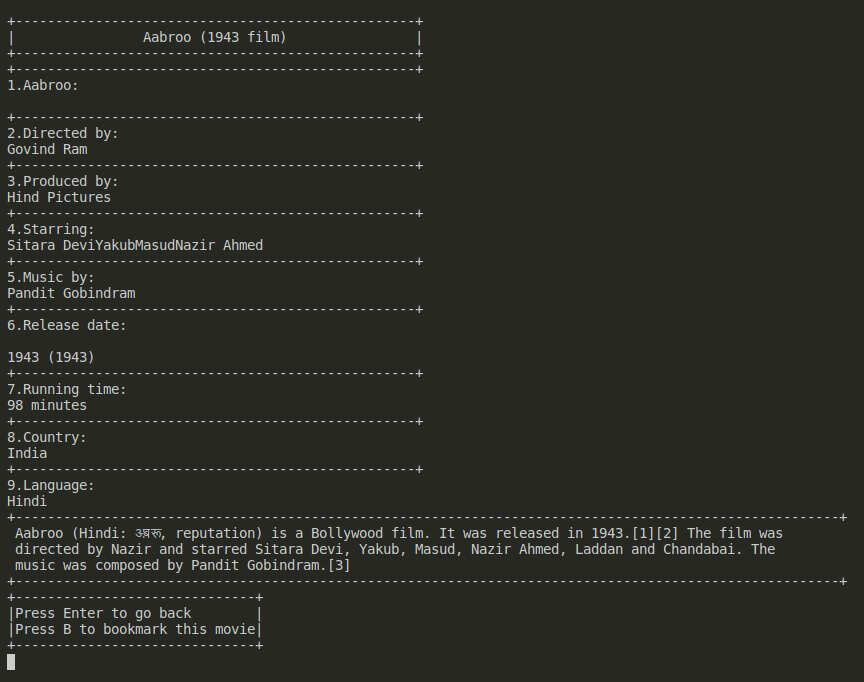 Aabroo (1943 film)
1.Aabroo:
2.Directed by:
Govind Ram
3.Produced by:
Hind Pictures
4.Starring:
Sitara DeviYakubMasudNazir Ahmed
5.Music by:
Pandit Gobindram
6.Release date:
1943 (1943)
7.Running time:
98 minutes
8.Country:
India
9.Language:
Hindi
Aabroo (Hindi: अब्रू, reputation) is a Bollywood film. It was released in 1943.[1][2] The film was
directed by Nazir and starred Sitara Devi, Yakub, Masud, Nazir Ahmed, Laddan and Chandabai. The
music was composed by Pandit Gobindram.[3]
Press Enter to go back
Press B to bookmark this movie